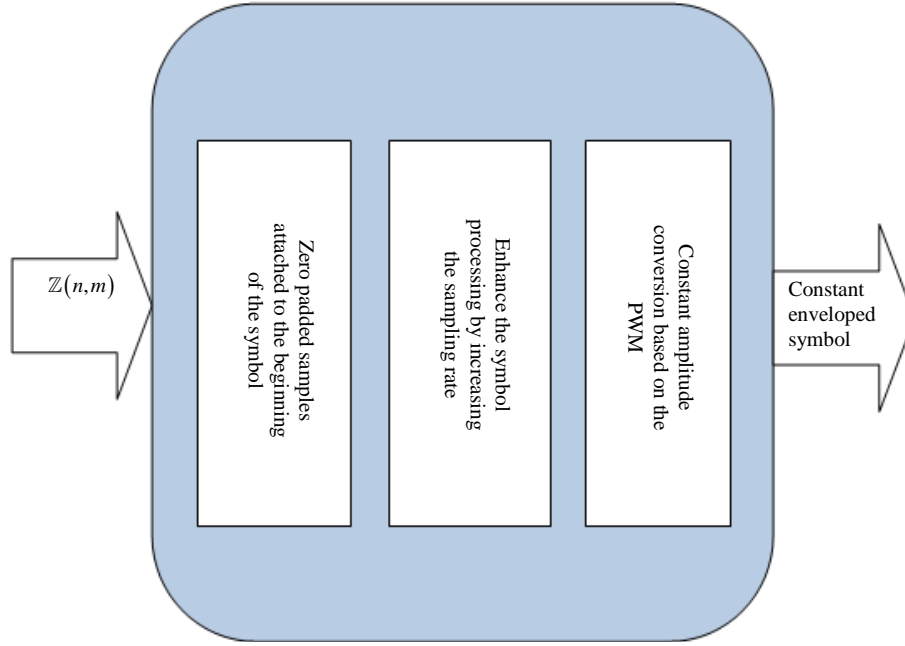 ℤ(n,m)
Zero padded samples
attached to the beginning
of the symbol
Enhance the symbol
processing by increasing
the sampling rate
Constant amplitude
conversion based on the
PWM
Constant
enveloped
symbol